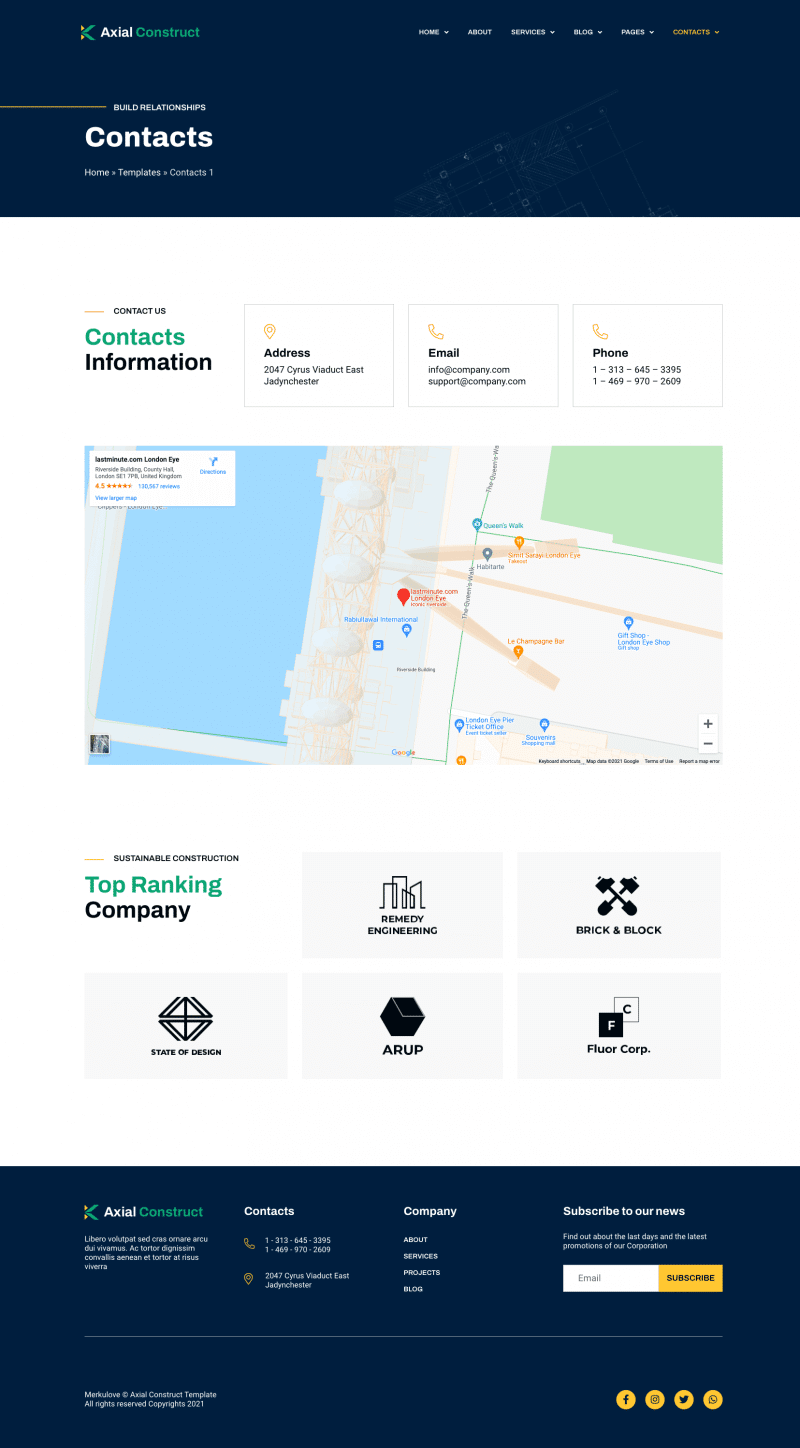 Axial Construct
HOME
ABOUT
SERVICES
BLOG
PAGES
CONTACTS
BUILD RELATIONSHIPS
Contacts
Home » Templates » Contacts 1
CONTACT US
Contacts
Information
Address
2047 Cyrus Viaduct East
Jadynchester
Email
info@company.com
support@company.com
Phone
1 – 313 – 645 – 3395
1 – 469 – 970 – 2609
lastminute.com London Eye
Riverside Building, County Hall,
London SE1 7PB, United Kingdom
4.5
130,567 reviews
View larger map
Directions
Clippers - London Eye
The Queen's Wa
Queen's Walk
Simit Sarayi London Eye
Takeout
Habitarte
The Queen's Walk
lastminute.com
London Eye
Iconic riverside
Rabiullawal International
Gift Shop -
London Eye Shop
Gift shop
Le Champagne Bar
Riverside Building
London Eye Pier
Ticket Office
Event ticket seller
Souvenirs
Shopping mall
Google
Keyboard shortcuts
Map data ©2021 Google
Terms of Use
Report a map error
SUSTAINABLE CONSTRUCTION
Top Ranking
Company
REMEDY
ENGINEERING
BRICK & BLOCK
STATE OF DESIGN
ARUP
C
F
Fluor Corp.
Axial Construct
Libero volutpat sed cras ornare arcu
dui vivamus. Ac tortor dignissim
convallis aenean et tortor at risus
viverra
Contacts
1 - 313 - 645 - 3395
1 - 469 - 970 - 2609
2047 Cyrus Viaduct East
Jadynchester
Company
ABOUT
SERVICES
PROJECTS
BLOG
Subscribe to our news
Find out about the last days and the latest
promotions of our Corporation
Email
SUBSCRIBE
Merkulove © Axial Construct Template
All rights reserved Copyrights 2021